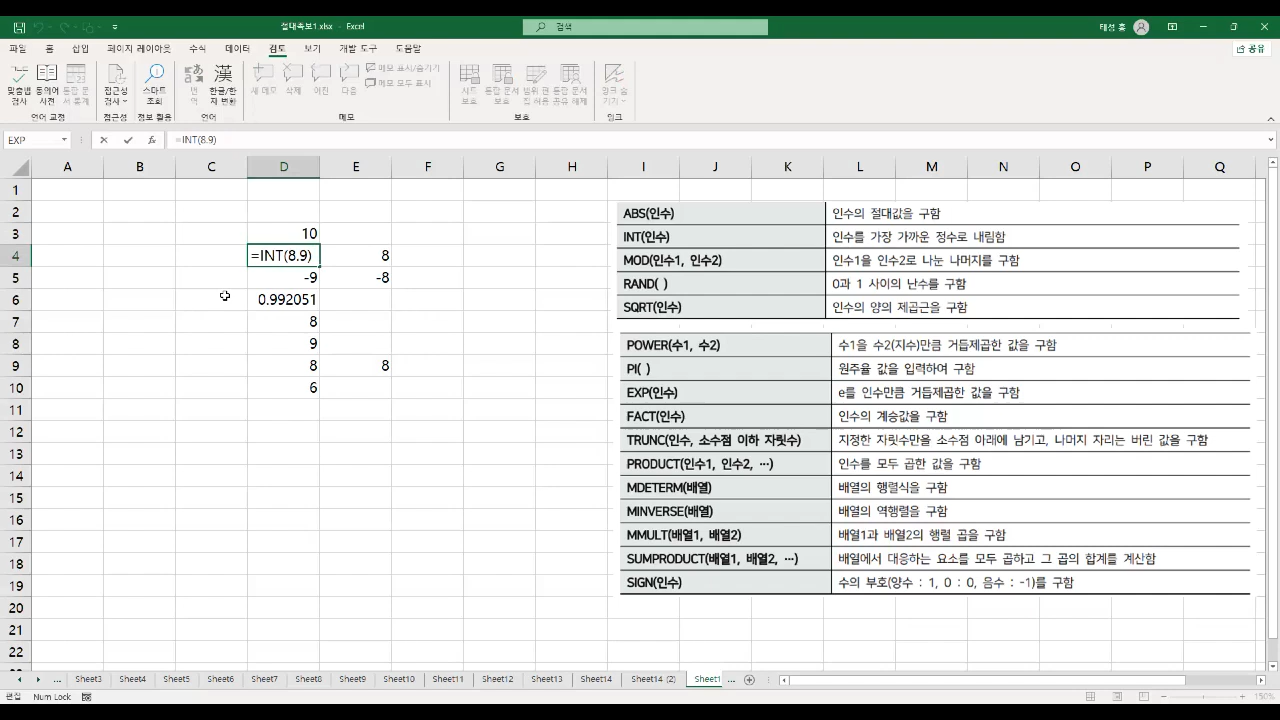 절대속보1.xlsx - Excel
검색
태성 홍
파일 홈 삽입 페이지 레이아웃 수식 데이터 검토 보기 개발 도구 도움말
공유
맞춤법 검사 동의어 사전 통합 문서 통계
접근성 검사
스마트 조회
번역 한글/한자 변환
새 메모 삭제 이전 다음
메모 표시/숨기기
메모 모두 표시
시트 보호 통합 문서 보호 범위 편집 허용 통합 문서 공유 해제
잉크 숨기기
언어 교정 접근성 정보 활용 언어 메모 보호 잉크
EXP fx =INT(8.9)
A B C D E F G H I J K L M N O P Q
1
2
3 10
4 =INT(8.9) 8
5 -9 -8
6 0.992051
7 8
8 9
9 8 8
10 6
11
12
13
14
15
16
17
18
19
20
21
22
23
ABS(인수) 인수의 절대값을 구함
INT(인수) 인수를 가장 가까운 정수로 내림함
MOD(인수1, 인수2) 인수1을 인수2로 나눈 나머지를 구함
RAND( ) 0과 1 사이의 난수를 구함
SQRT(인수) 인수의 양의 제곱근을 구함
POWER(수1, 수2) 수1을 수2(지수)만큼 거듭제곱한 값을 구함
PI( ) 원주율 값을 입력하여 구함
EXP(인수) e를 인수만큼 거듭제곱한 값을 구함
FACT(인수) 인수의 계승값을 구함
TRUNC(인수, 소수점 이하 자릿수) 지정한 자릿수만을 소수점 아래에 남기고, 나머지 자리는 버린 값을 구함
PRODUCT(인수1, 인수2, ⋯) 인수를 모두 곱한 값을 구함
MDETERM(배열) 배열의 행렬식을 구함
MINVERSE(배열) 배열의 역행렬을 구함
MMULT(배열1, 배열2) 배열1과 배열2의 행렬 곱을 구함
SUMPRODUCT(배열1, 배열2, ⋯) 배열에서 대응하는 요소를 모두 곱하고 그 곱의 합계를 계산함
SIGN(인수) 수의 부호(양수 : 1, 0 : 0, 음수 : -1)를 구함
... Sheet3 Sheet4 Sheet5 Sheet6 Sheet7 Sheet8 Sheet9 Sheet10 Sheet11 Sheet12 Sheet13 Sheet14 Sheet14 (2) Sheet1 ...
편집 Num Lock 150%